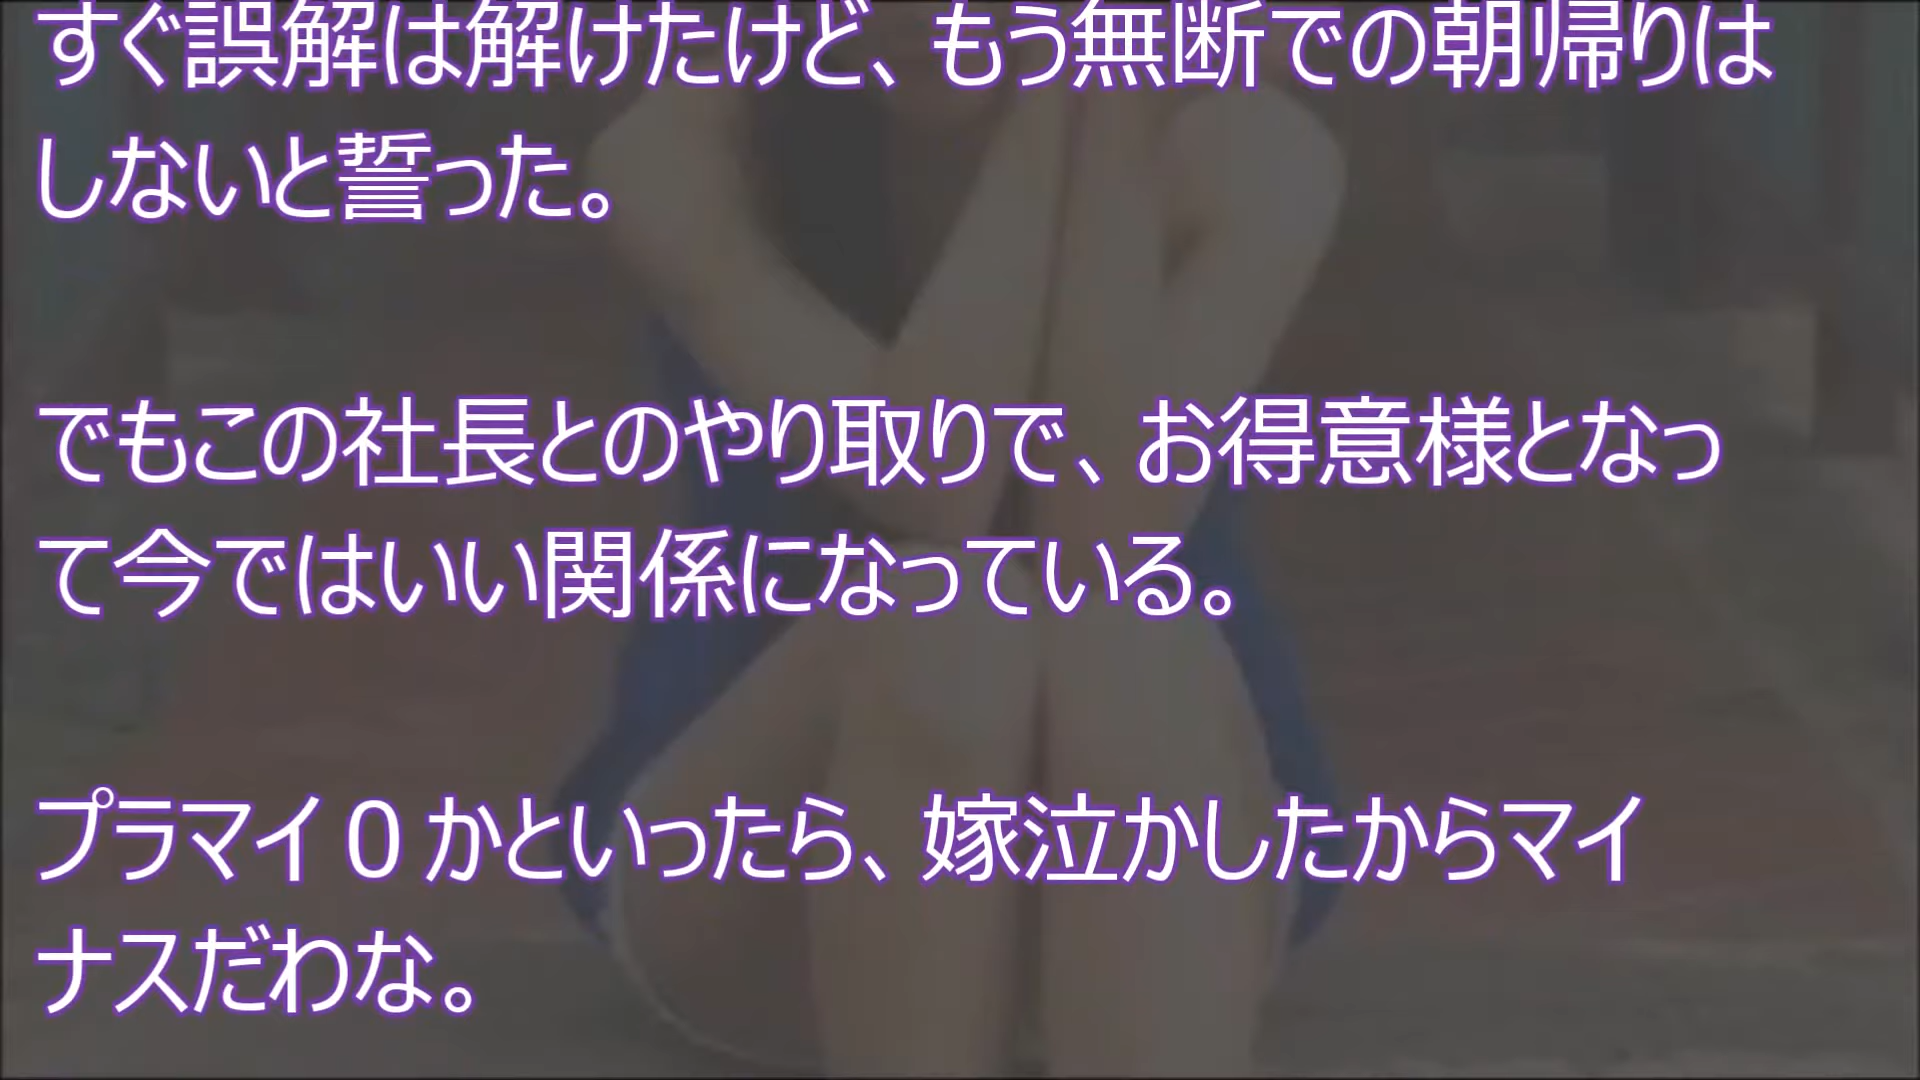 すぐ誤解は解けたけど、もう無断での朝帰りは
しないと誓った。
でもこの社長とのやり取りで、お得意様となっ
て今ではいい関係になっている。
プラマイ０かといったら、嫁泣かしたからマイ
ナスだわな。